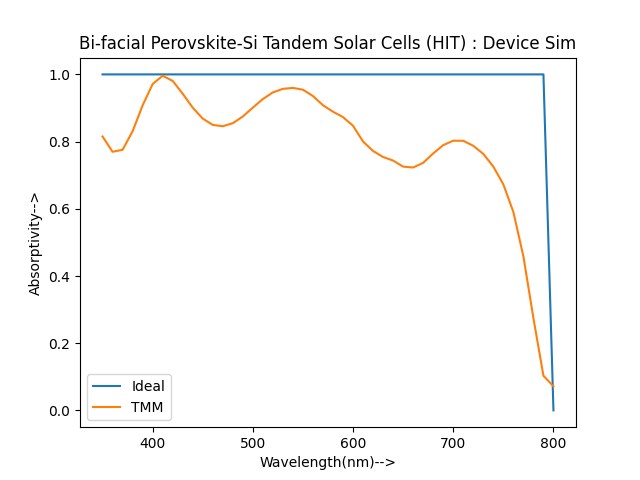 Bi-facial Perovskite-Si Tandem Solar Cells (HIT) : Device Sim
1.0
0.8
0.6
0.4
0.2
0.0
Absorptivity-->
Ideal
TMM
400
500
600
700
800
Wavelength(nm)-->